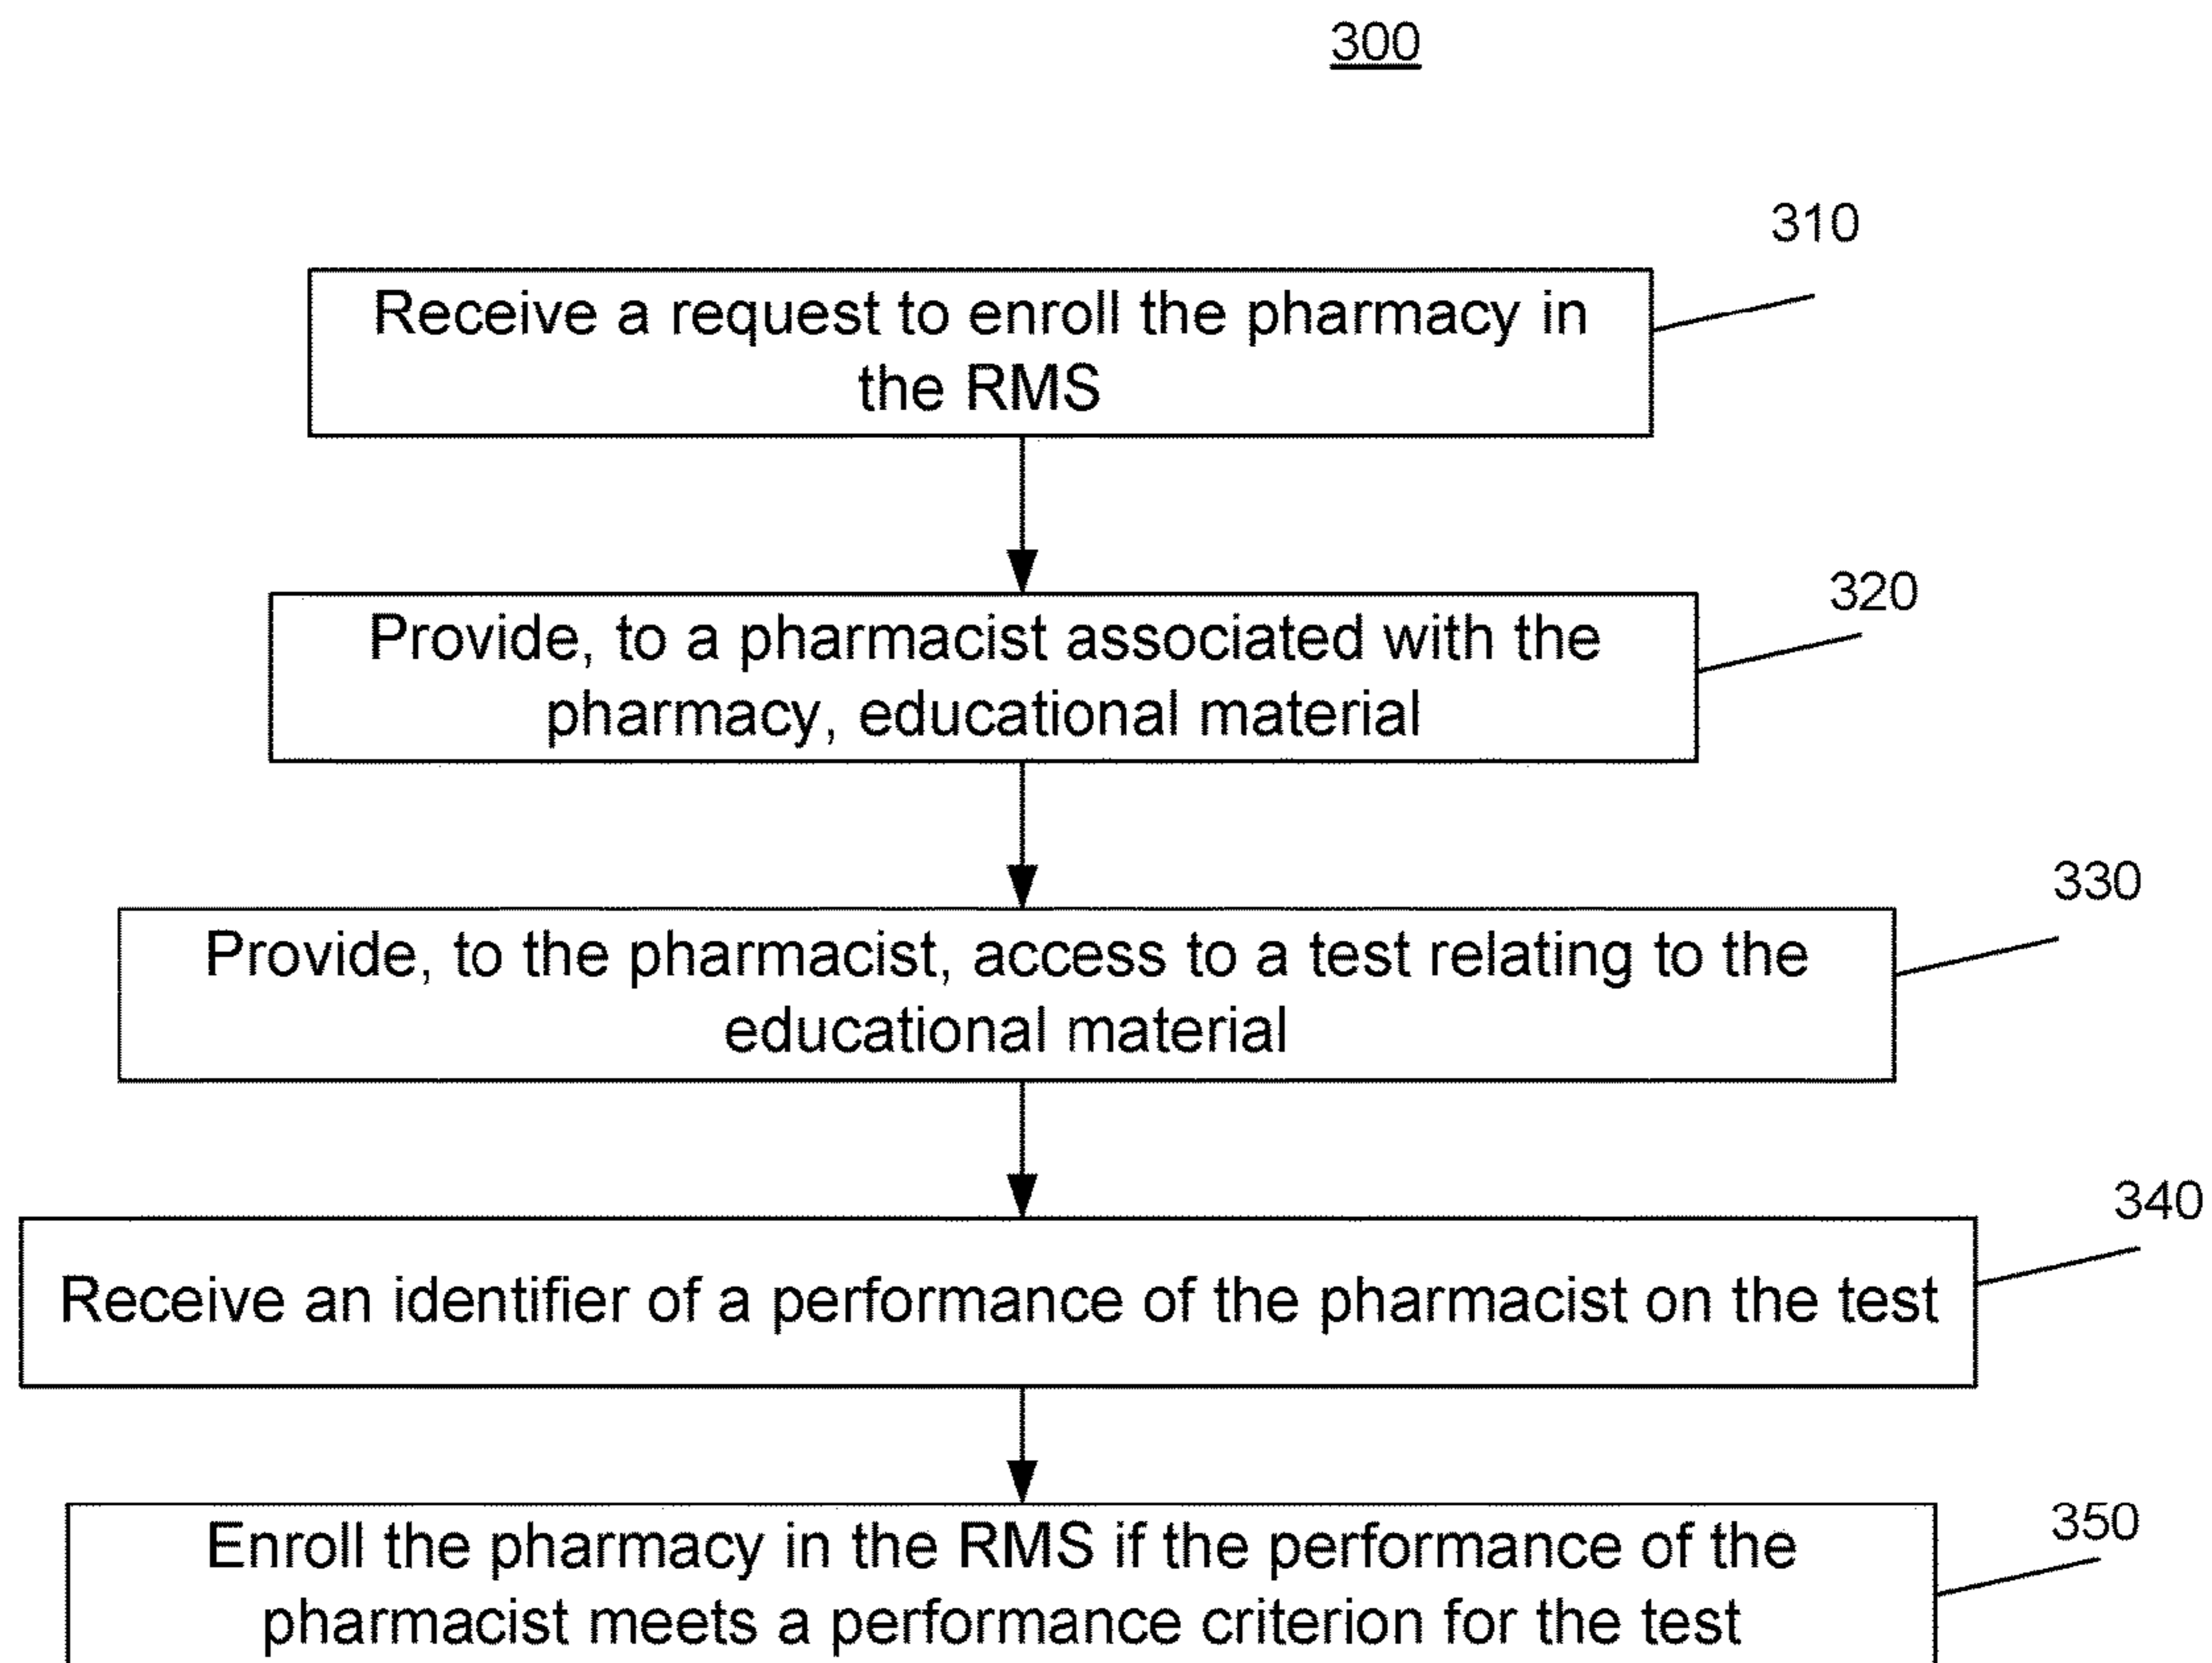 300
310
Receive a request to enroll the pharmacy in
the RMS
320
Provide, to a pharmacist associated with the
pharmacy, educational material
330
Provide, to the pharmacist, access to a test relating to the
educational material
340
Receive an identifier of a performance of the pharmacist on the test
350
Enroll the pharmacy in the RMS if the performance of the
pharmacist meets a performance criterion for the test